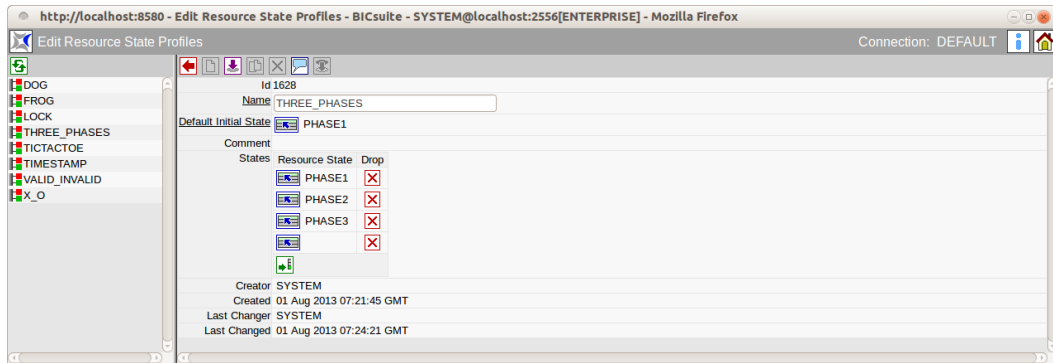 http://localhost:8580 - Edit Resource State Profiles - BICsuite - SYSTEM@localhost:2556[ENTERPRISE] - Mozilla Firefox
Edit Resource State Profiles
Connection: DEFAULT
DOG
FROG
LOCK
THREE_PHASES
TICTACTOE
TIMESTAMP
VALID_INVALID
X_O
Id 1628
Name THREE_PHASES
Default Initial State PHASE1
Comment
States Resource State Drop
PHASE1
PHASE2
PHASE3
Creator SYSTEM
Created 01 Aug 2013 07:21:45 GMT
Last Changer SYSTEM
Last Changed 01 Aug 2013 07:24:21 GMT